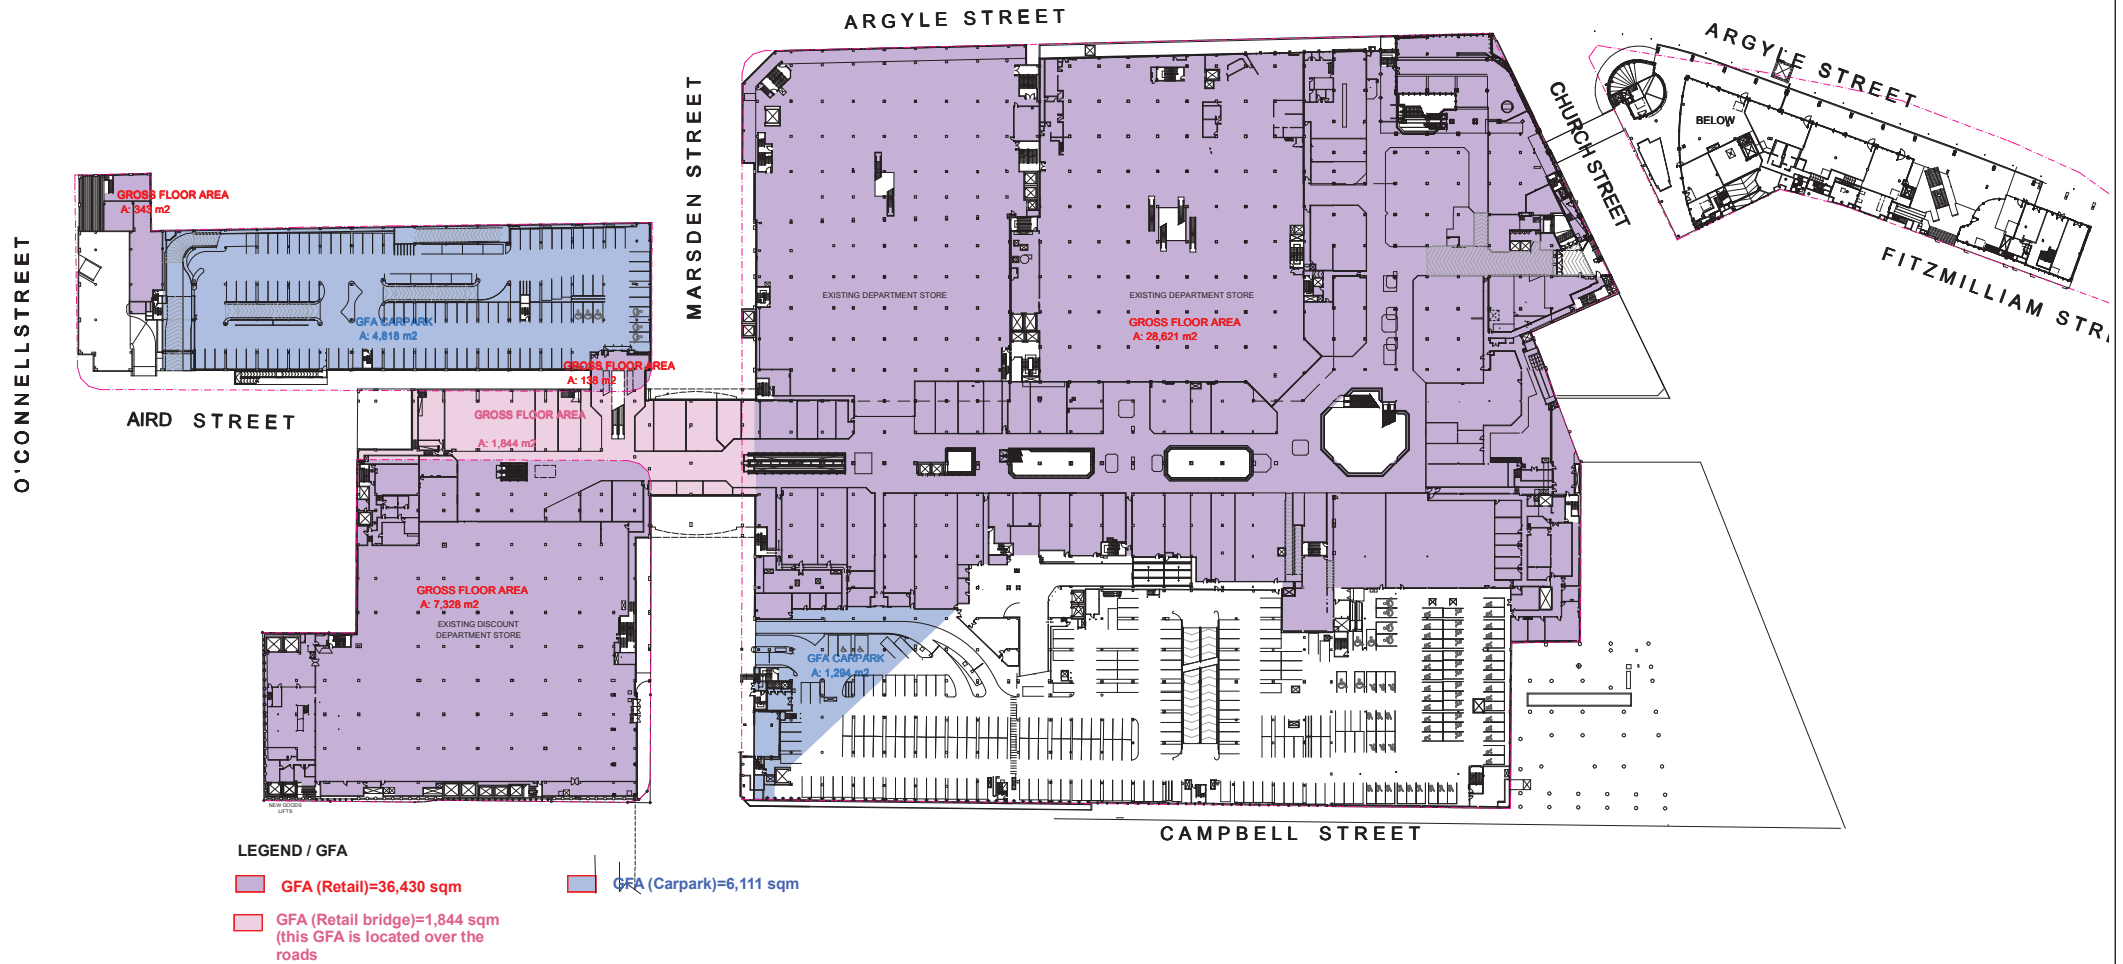 ARGYLE STREET
ARGYLE STREET
CHURCH STREET
BELOW
FITZMILLIAM STR
MARSDEN STREET
O'CONNELLSTREET
GROSS FLOOR AREA
A: 343 m2
GFA CARPARK
A: 4,818 m2
GROSS FLOOR AREA
A: 138 m2
EXISTING DEPARTMENT STORE
EXISTING DEPARTMENT STORE
GROSS FLOOR AREA
A: 28,621 m2
AIRD STREET
GROSS FLOOR AREA
A: 1,844 m2
GROSS FLOOR AREA
A: 7,328 m2
EXISTING DISCOUNT
DEPARTMENT STORE
GFA CARPARK
A: 1,294 m2
NEW GOODS
LIFTS
CAMPBELL STREET
LEGEND / GFA
GFA (Retail)=36,430 sqm
GFA (Carpark)=6,111 sqm
GFA (Retail bridge)=1,844 sqm
(this GFA is located over the
roads